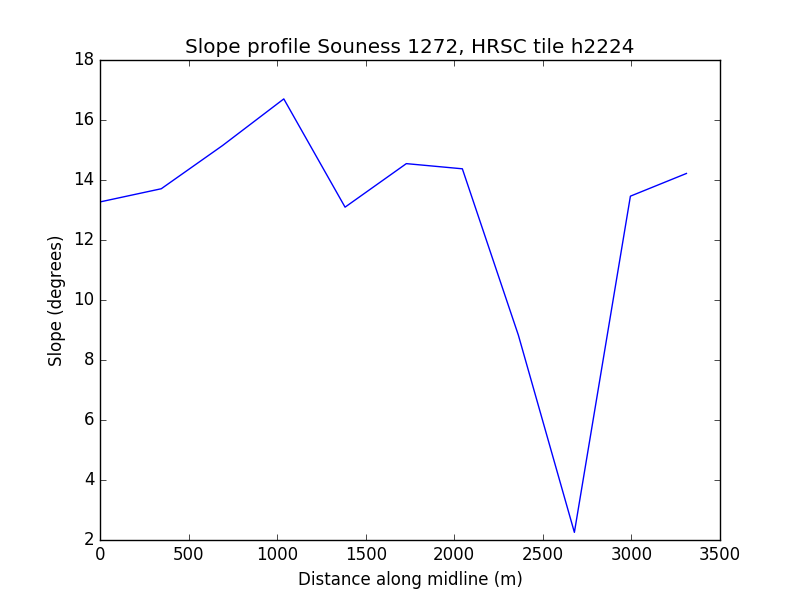 Slope profile Souness 1272, HRSC tile h2224
18
16
14
12
10
8
6
4
2
Slope (degrees)
0 500 1000 1500 2000 2500 3000 3500
Distance along midline (m)